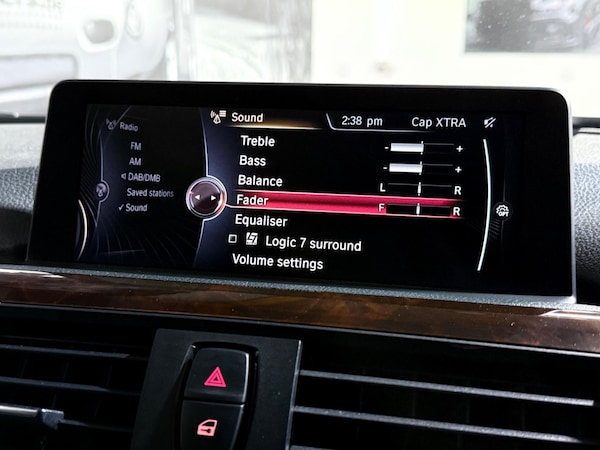 Radio
FM
AM
DAB/DMB
Saved stations
✓ Sound
Sound 2:38 pm Cap XTRA
Treble - +
Bass - +
Balance L R
Fader F R
Equaliser
Logic 7 surround
Volume settings
OPT